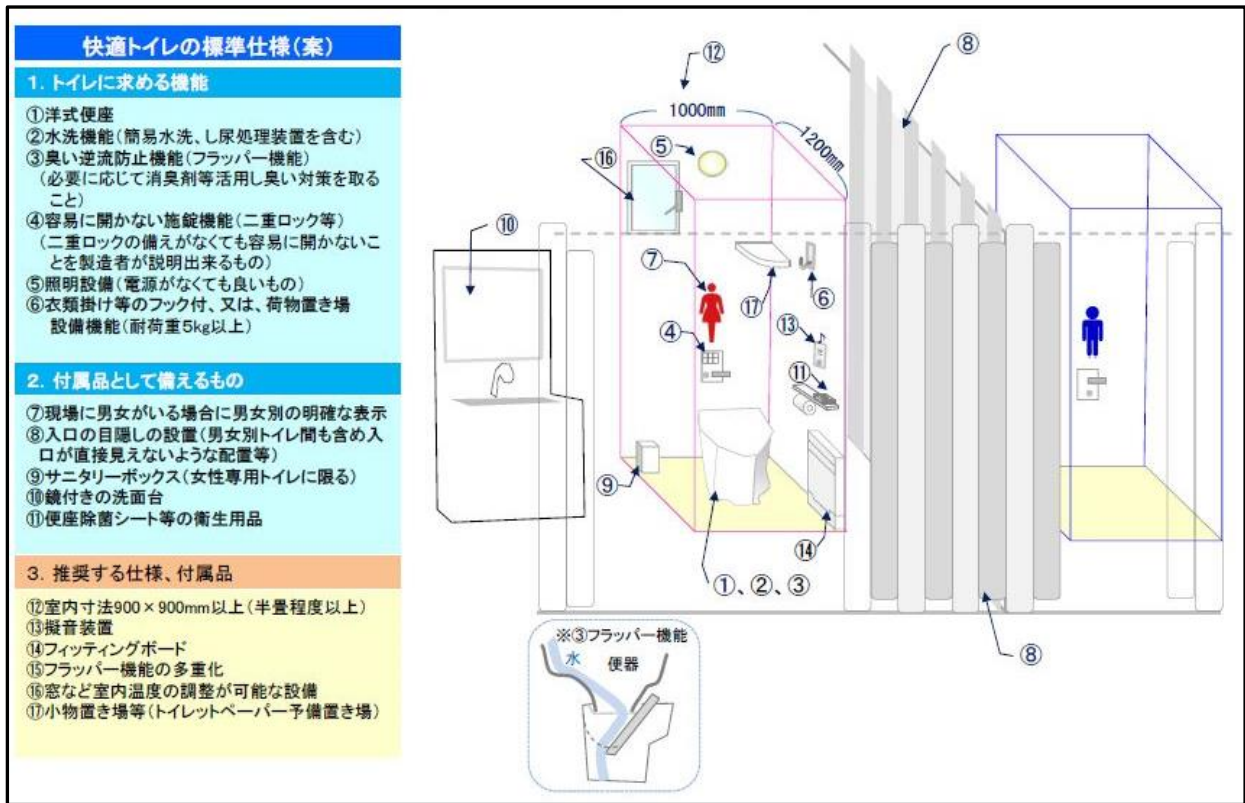 快適トイレの標準仕様(案)
1. トイレに求める機能
①洋式便座
②水洗機能(簡易水洗、し尿処理装置を含む)
③臭い逆流防止機能(フラッパー機能)
(必要に応じて消臭剤等活用し臭い対策を取る
こと)
④容易に開かない施錠機能(二重ロック等)
(二重ロックの備えがなくても容易に開かないこ
とを製造者が説明出来るもの)
⑤照明設備(電源がなくても良いもの)
⑥衣類掛け等のフック付、又は、荷物置き場
設備機能(耐荷重5kg以上)
2. 付属品として備えるもの
⑦現場に男女がいる場合に男女別の明確な表示
⑧入口の目隠しの設置(男女別トイレ間も含め入
口が直接見えないような配置等)
⑨サニタリーボックス(女性専用トイレに限る)
⑩鏡付きの洗面台
⑪便座除菌シート等の衛生用品
3. 推奨する仕様、付属品
⑫室内寸法900×900mm以上(半畳程度以上)
⑬擬音装置
⑭フィッティングボード
⑮フラッパー機能の多重化
⑯窓など室内温度の調整が可能な設備
⑰小物置き場等(トイレットペーパー予備置き場)
⑫
⑧
1000mm
1200mm
⑯
⑤
⑩
⑦
⑰
⑥
④
⑬
⑪
⑨
⑭
①、②、③
⑧
※③フラッパー機能
水
便器